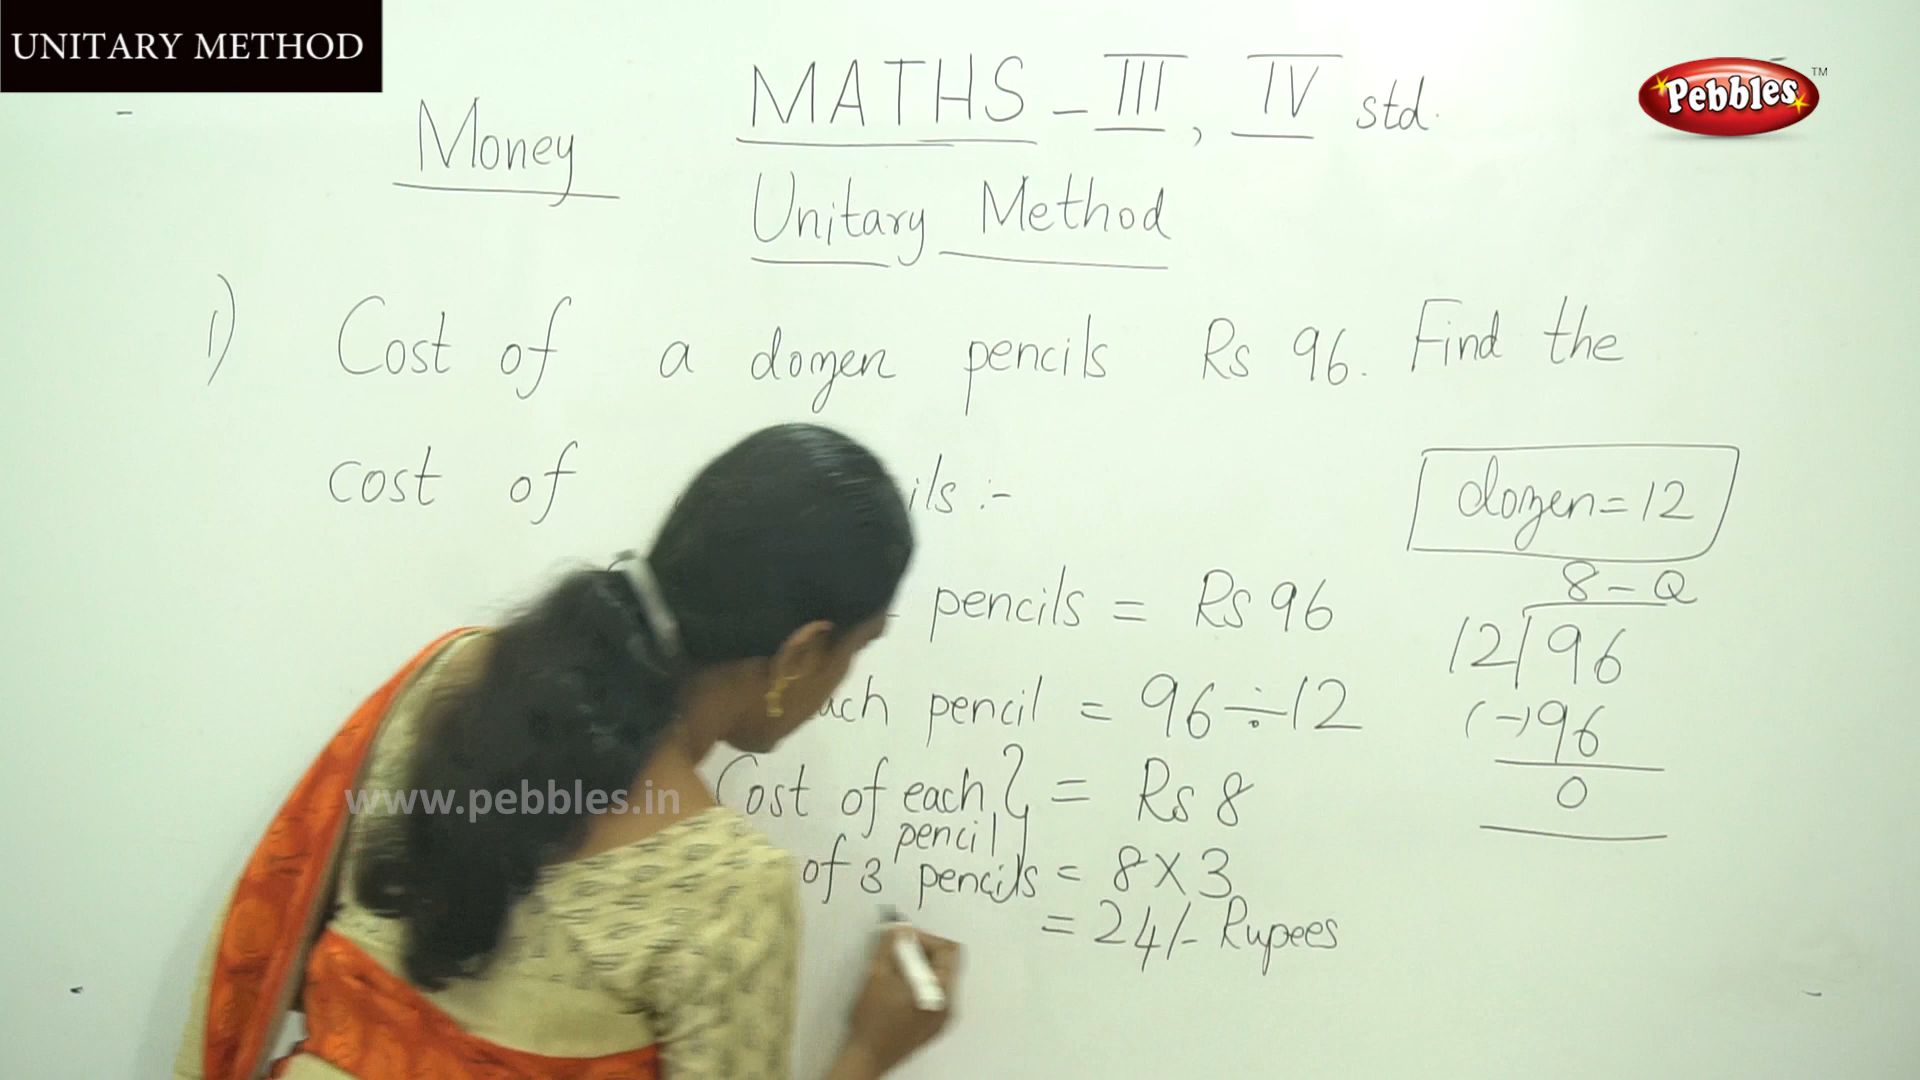 UNITARY METHOD
Pebbles™
MATHS - III, IV std.
Money
Unitary Method
1) Cost of a dozen pencils Rs 96. Find the
cost of ils :-
dozen = 12
pencils = Rs 96
ach pencil = 96 ÷ 12
Cost of each pencil } = Rs 8
of 3 pencils = 8 X 3
= 24/- Rupees
8 - Q
12) 96
(-) 96
0
www.pebbles.in